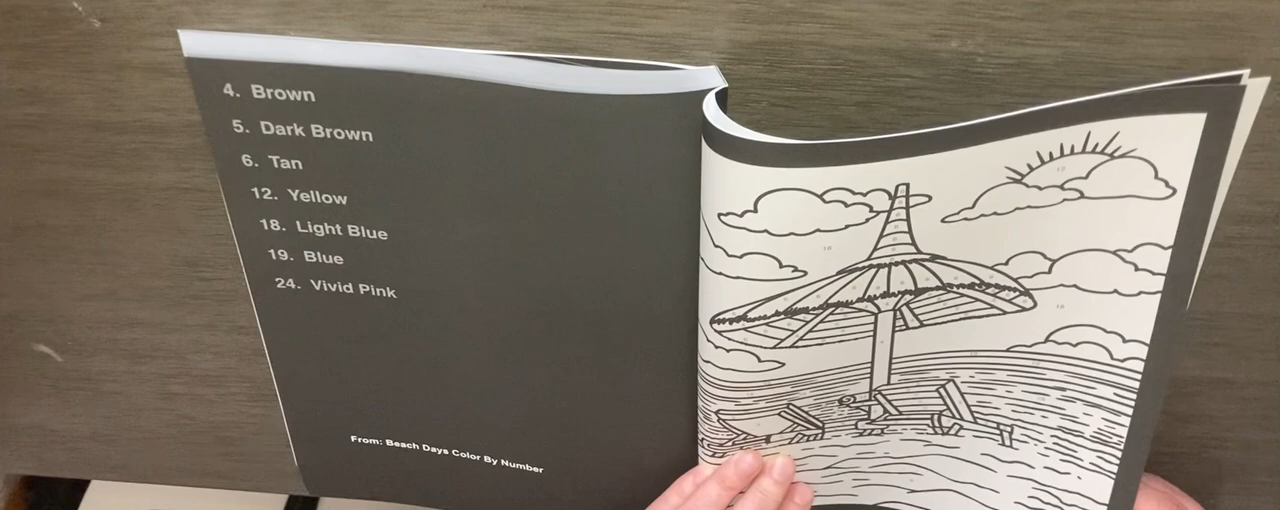 4. Brown
5. Dark Brown
6. Tan
12. Yellow
18. Light Blue
19. Blue
24. Vivid Pink
From: Beach Days Color By Number